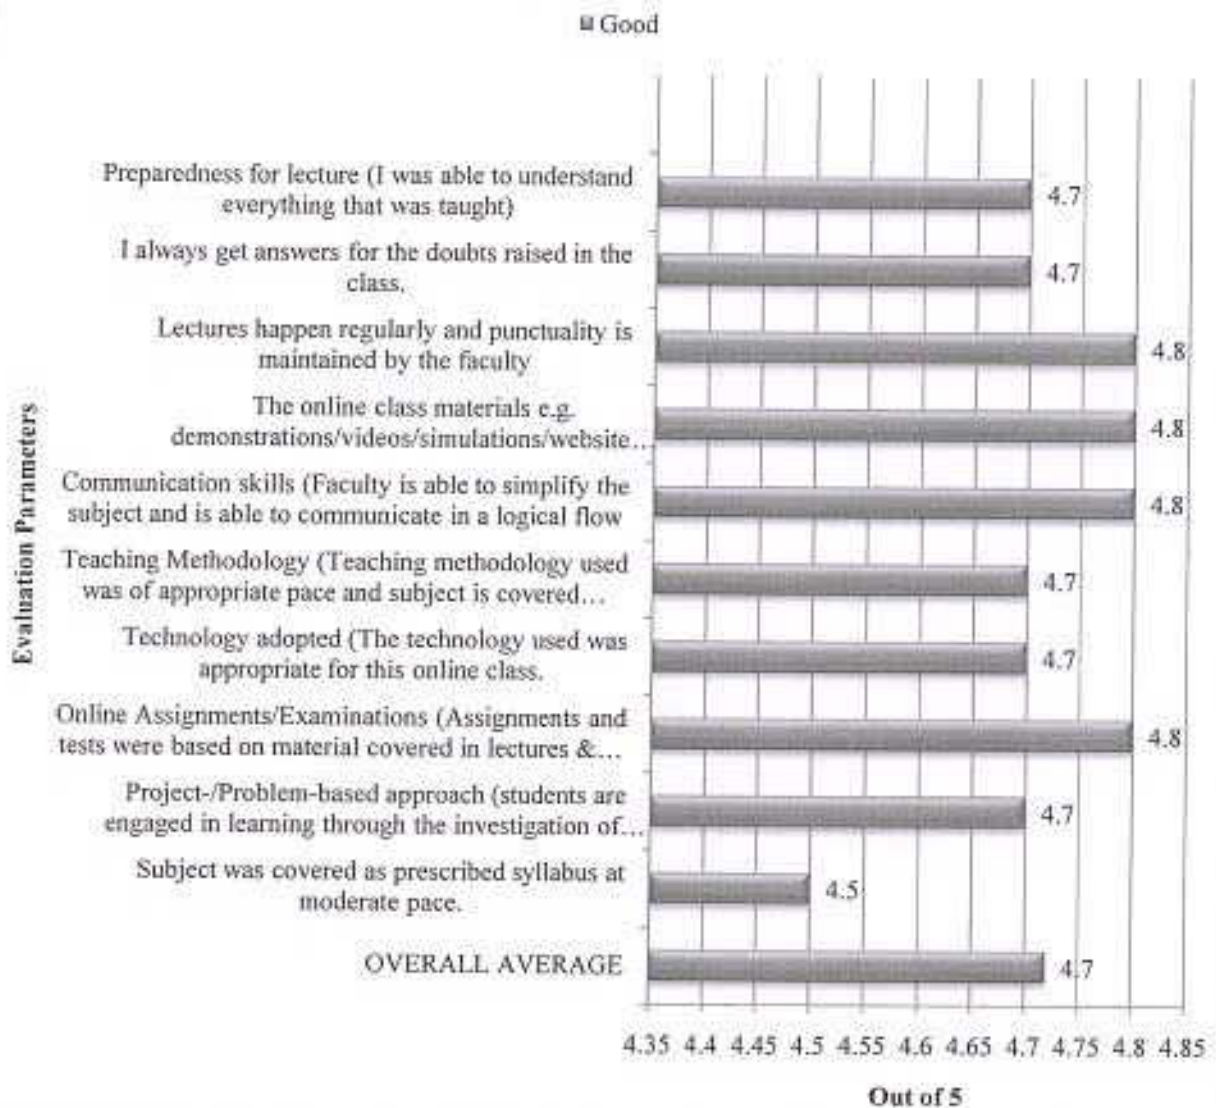 Good
Preparedness for lecture (I was able to understand
everything that was taught)
4.7
I always get answers for the doubts raised in the
class.
4.7
Lectures happen regularly and punctuality is
maintained by the faculty
4.8
The online class materials e.g.
demonstrations/videos/simulations/website...
4.8
Communication skills (Faculty is able to simplify the
subject and is able to communicate in a logical flow
4.8
Teaching Methodology (Teaching methodology used
was of appropriate pace and subject is covered...
4.7
Technology adopted (The technology used was
appropriate for this online class.
4.7
Online Assignments/Examinations (Assignments and
tests were based on material covered in lectures &...
4.8
Project-/Problem-based approach (students are
engaged in learning through the investigation of...
4.7
Subject was covered as prescribed syllabus at
moderate pace.
4.5
OVERALL AVERAGE
4.7
Evaluation Parameters
4.35 4.4 4.45 4.5 4.55 4.6 4.65 4.7 4.75 4.8 4.85
Out of 5